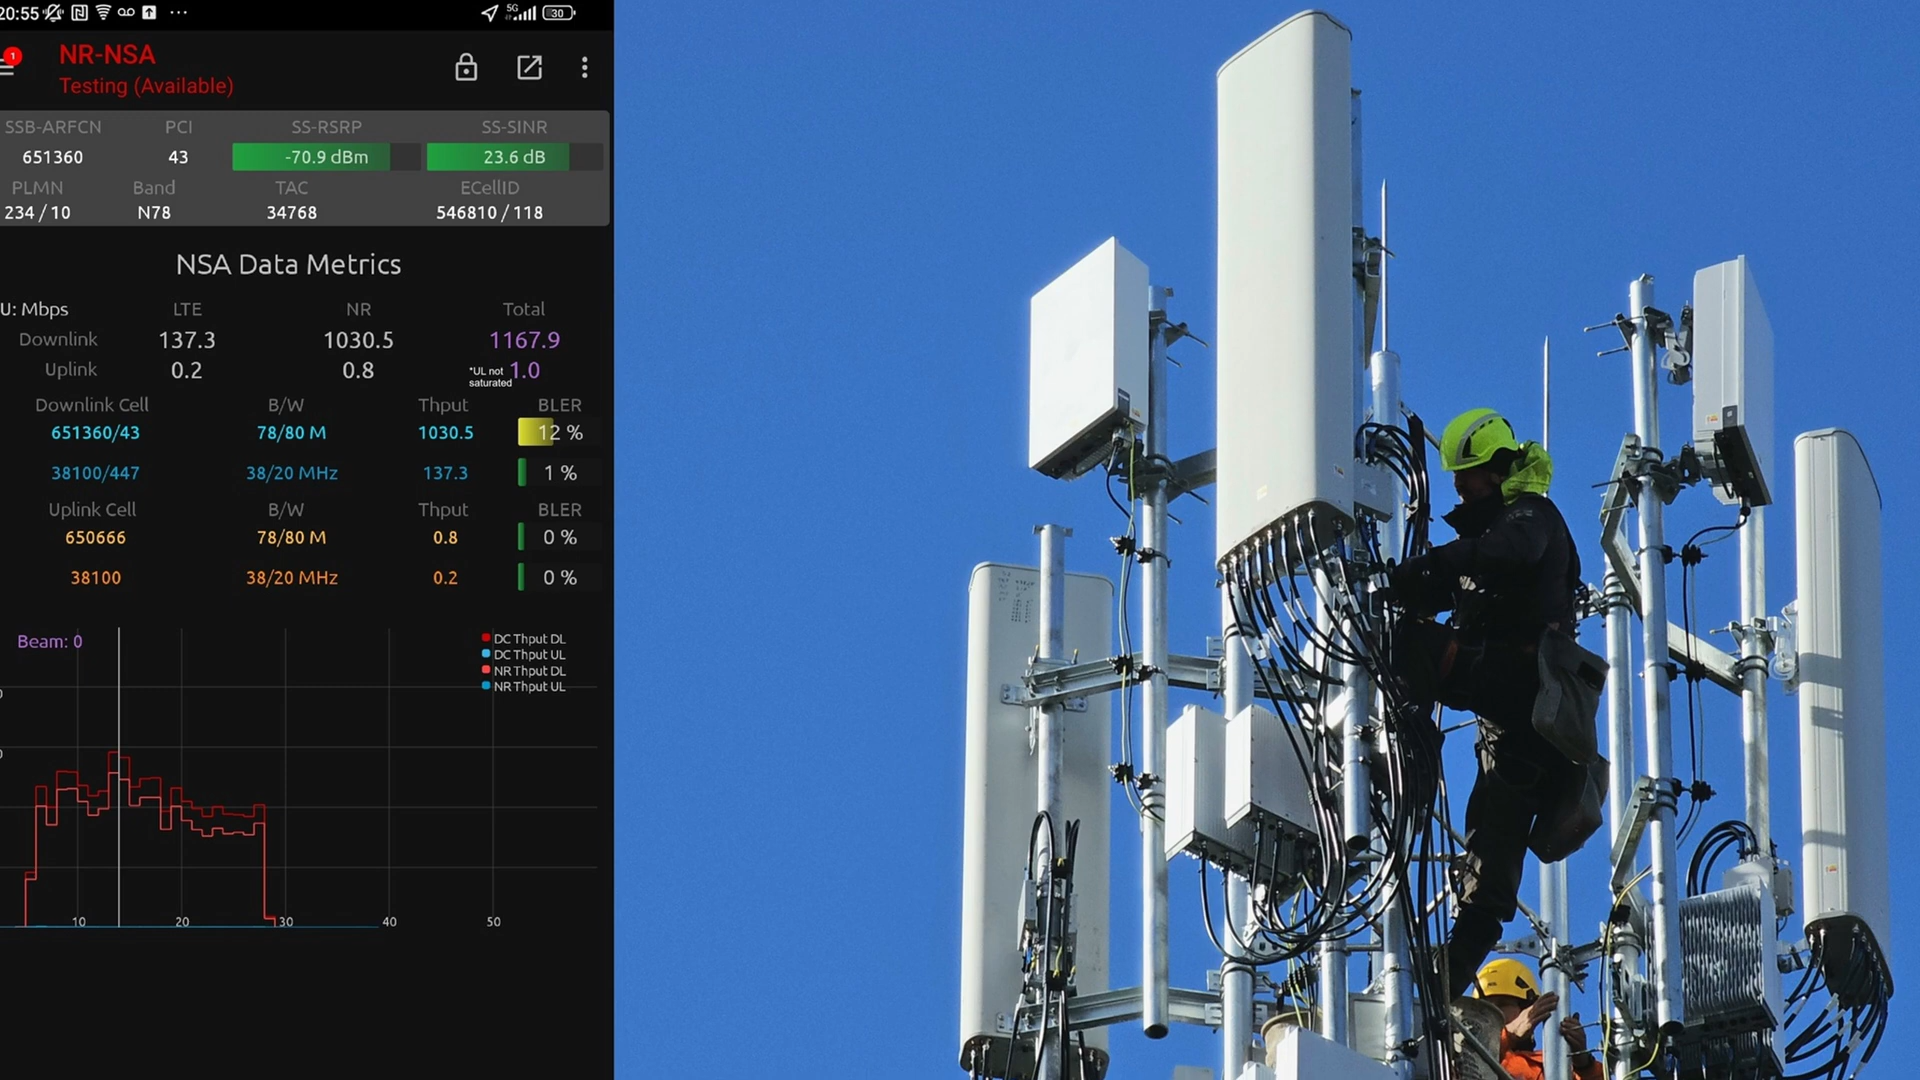 20:55 5G 30
1
NR-NSA
Testing (Available)
SSB-ARFCN PCI SS-RSRP SS-SINR
651360 43 -70.9 dBm 23.6 dB
PLMN Band TAC ECellID
234 / 10 N78 34768 546810 / 118
NSA Data Metrics
U: Mbps LTE NR Total
Downlink 137.3 1030.5 1167.9
Uplink 0.2 0.8 *UL not saturated 1.0
Downlink Cell B/W Thput BLER
651360/43 78/80 M 1030.5 12 %
38100/447 38/20 MHz 137.3 1 %
Uplink Cell B/W Thput BLER
650666 78/80 M 0.8 0 %
38100 38/20 MHz 0.2 0 %
Beam: 0
DC Thput DL
DC Thput UL
NR Thput DL
NR Thput UL
0
0
10 20 30 40 50